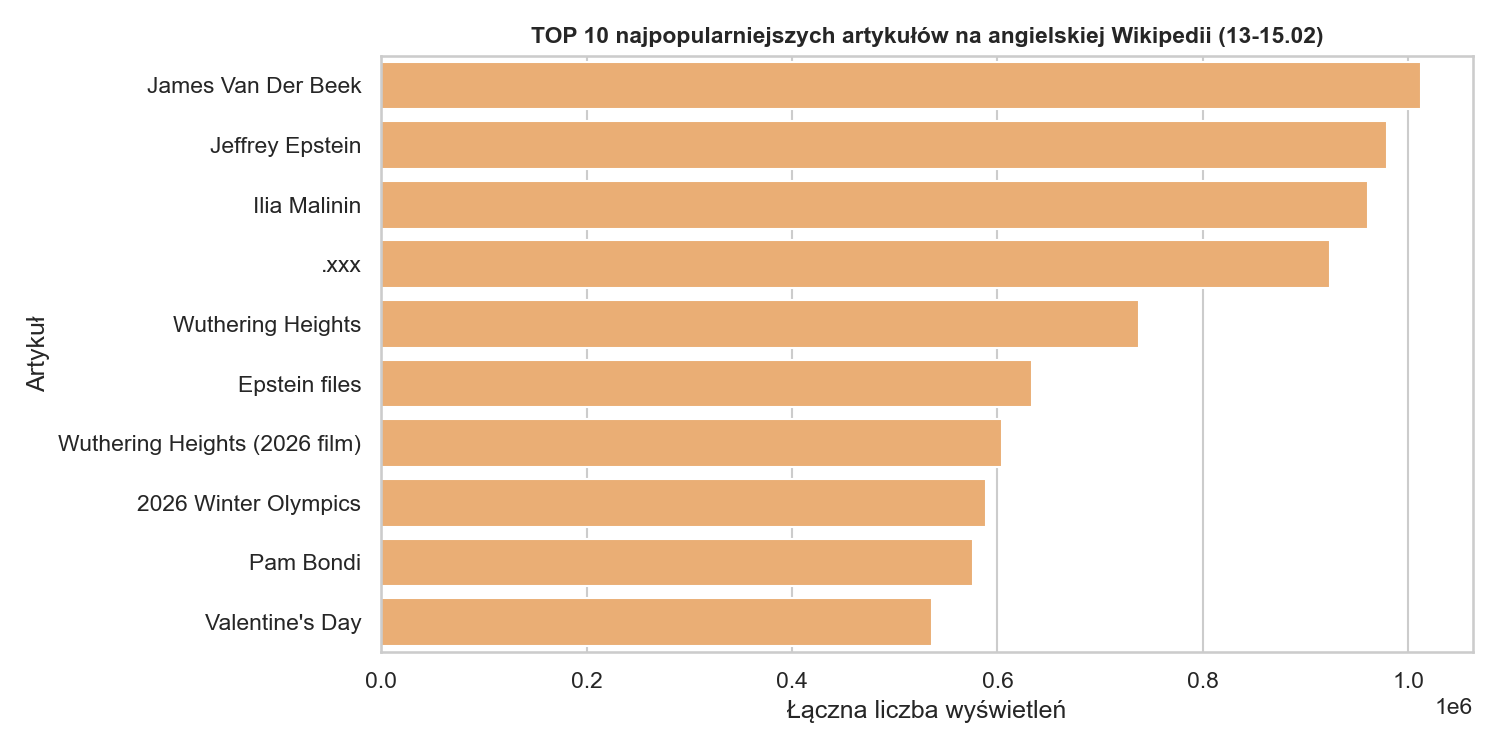 TOP 10 najpopularniejszych artykułów na angielskiej Wikipedii (13-15.02)
James Van Der Beek
Jeffrey Epstein
Ilia Malinin
.xxx
Wuthering Heights
Epstein files
Wuthering Heights (2026 film)
2026 Winter Olympics
Pam Bondi
Valentine's Day
Artykuł
0.0 0.2 0.4 0.6 0.8 1.0
1e6
Łączna liczba wyświetleń